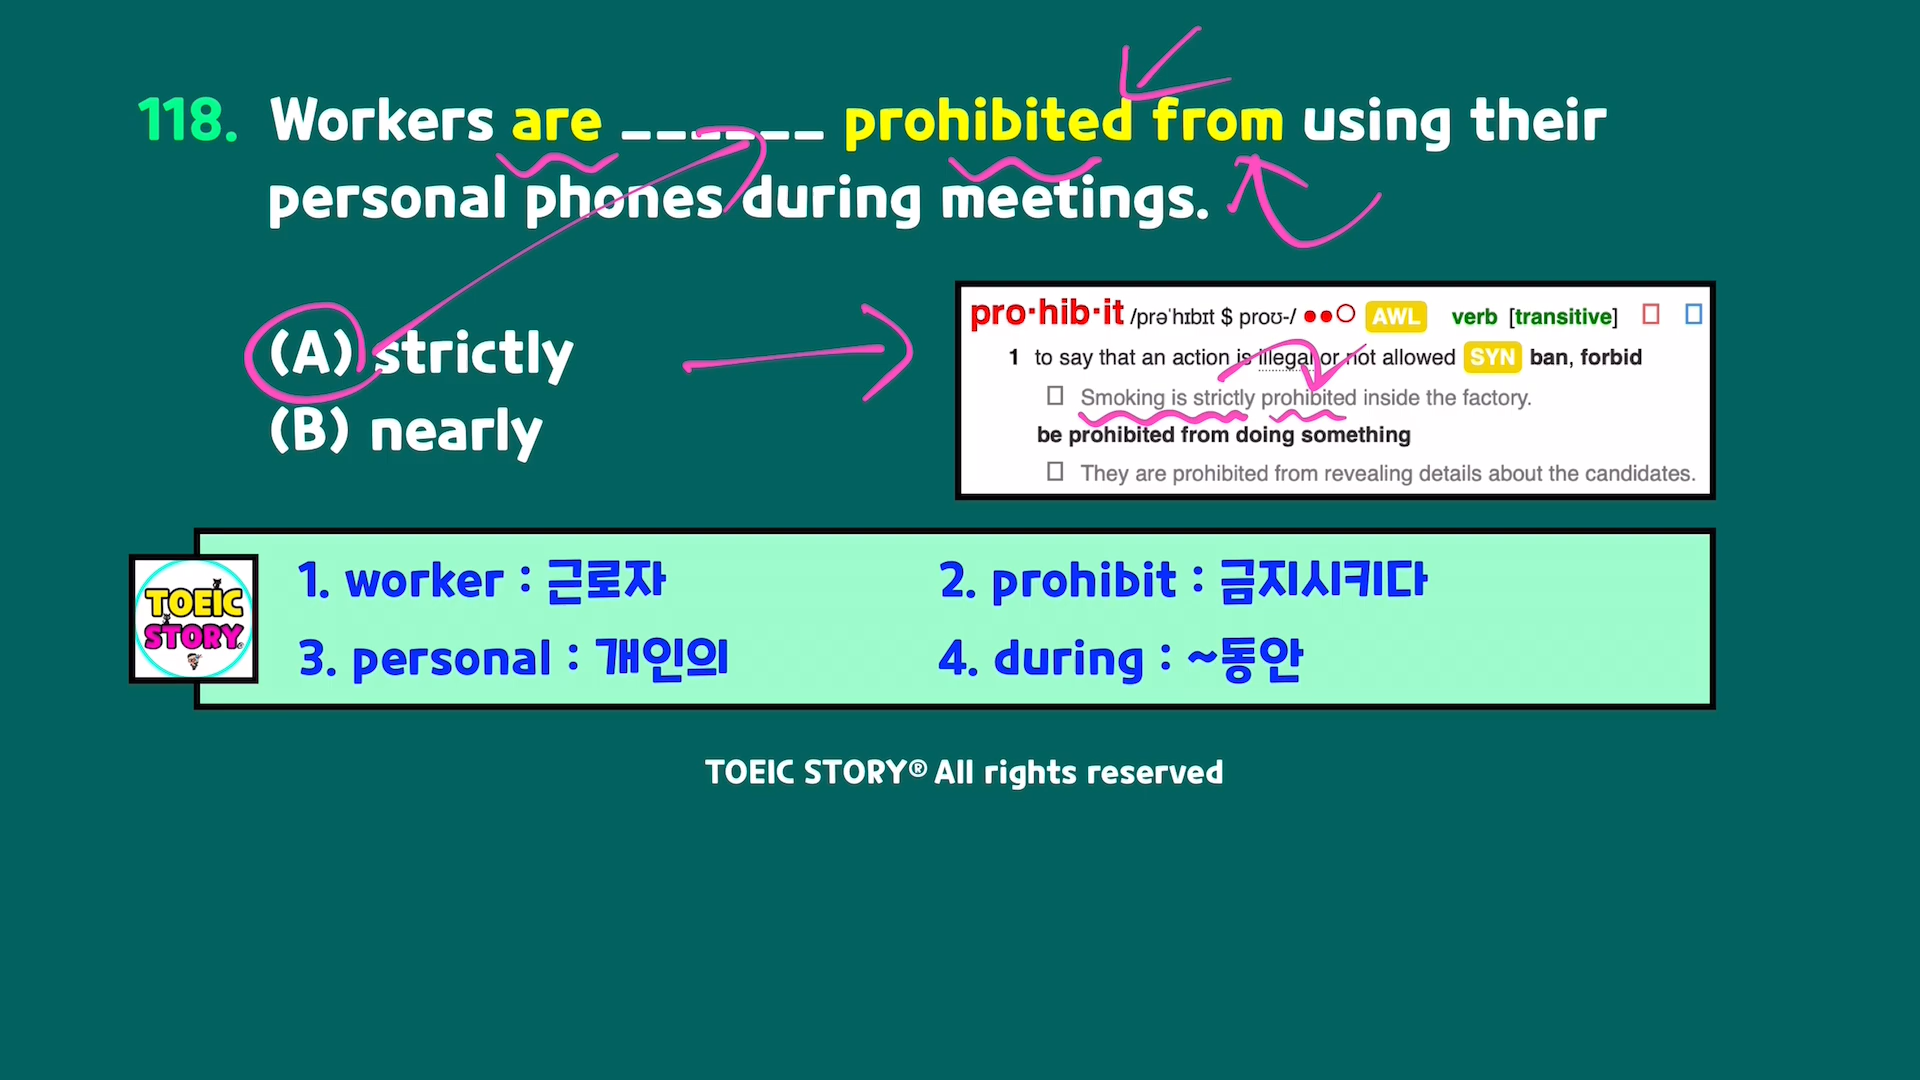 118. Workers are ______ prohibited from using their
personal phones during meetings.
(A) strictly
(B) nearly
pro·hib·it /prəˈhɪbɪt $ proʊ-/ ●●○ AWL verb [transitive]
1 to say that an action is illegal or not allowed SYN ban, forbid
Smoking is strictly prohibited inside the factory.
be prohibited from doing something
They are prohibited from revealing details about the candidates.
TOEIC
STORY
1. worker : 근로자
2. prohibit : 금지시키다
3. personal : 개인의
4. during : ~동안
TOEIC STORY® All rights reserved